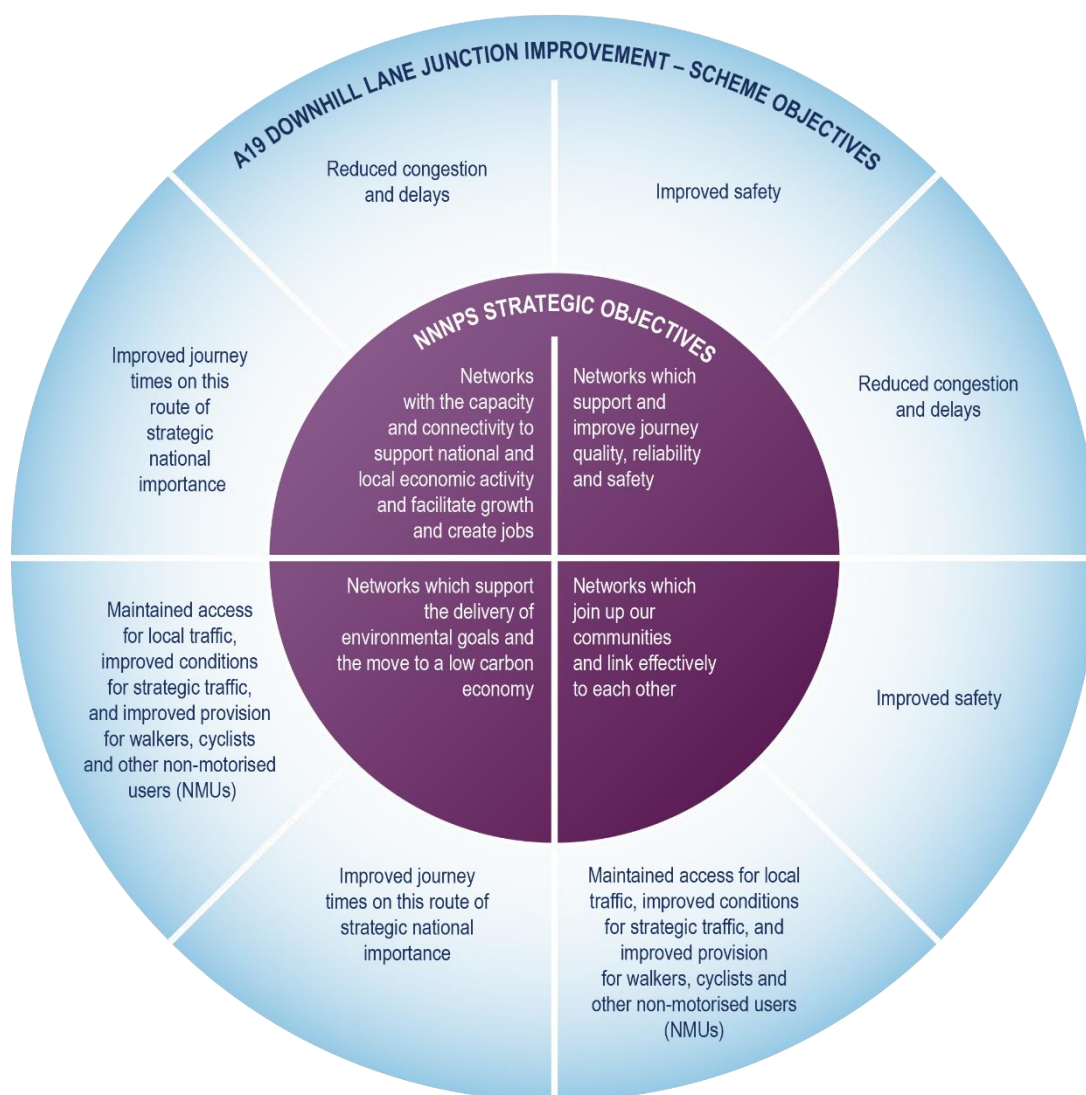 A19 DOWNHILL LANE JUNCTION IMPROVEMENT – SCHEME OBJECTIVES
Reduced congestion
and delays
Improved safety
Reduced congestion
and delays
Improved safety
Maintained access for local
traffic, improved conditions
for strategic traffic, and
improved provision
for walkers, cyclists and
other non-motorised users
(NMUs)
Improved journey
times on this route of
strategic national
importance
Maintained access
for local traffic,
improved conditions
for strategic traffic,
and improved provision
for walkers, cyclists
and other non-motorised
users (NMUs)
Improved journey
times on this
route of
strategic
national
importance
NNNPS STRATEGIC OBJECTIVES
Networks
with the capacity
and connectivity to
support national and
local economic activity
and facilitate growth
and create jobs
Networks which
support and
improve journey
quality, reliability
and safety
Networks which support
the delivery of
environmental goals and
the move to a low carbon
economy
Networks which
join up our
communities
and link effectively
to each other